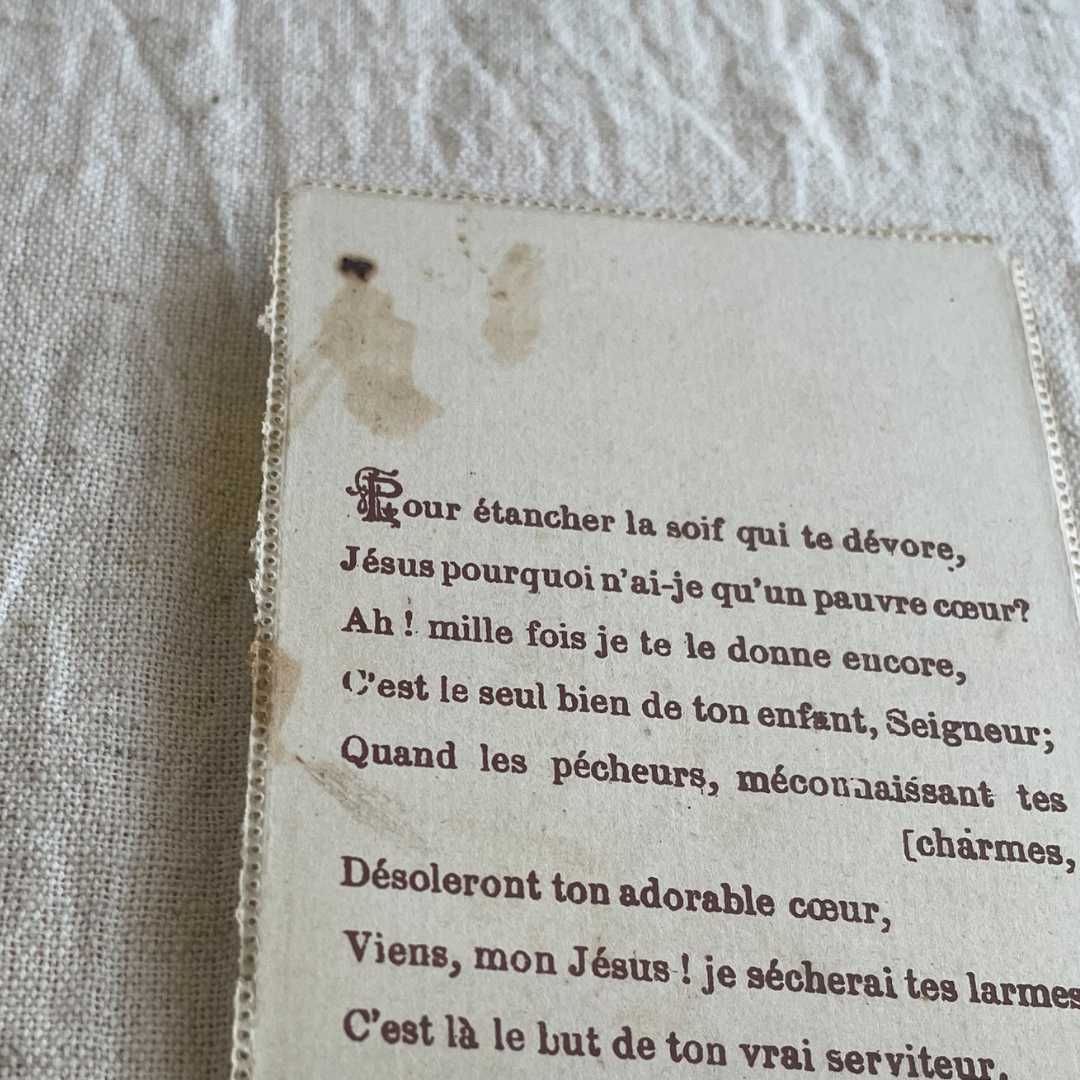 Pour étancher la soif qui te dévore,
Jésus pourquoi n'ai-je qu'un pauvre cœur?
Ah ! mille fois je te le donne encore,
C'est le seul bien de ton enfant, Seigneur;
Quand les pécheurs, méconnaissant tes
[charmes,
Désoleront ton adorable cœur,
Viens, mon Jésus ! je sécherai tes larmes
C'est là le but de ton vrai serviteur.